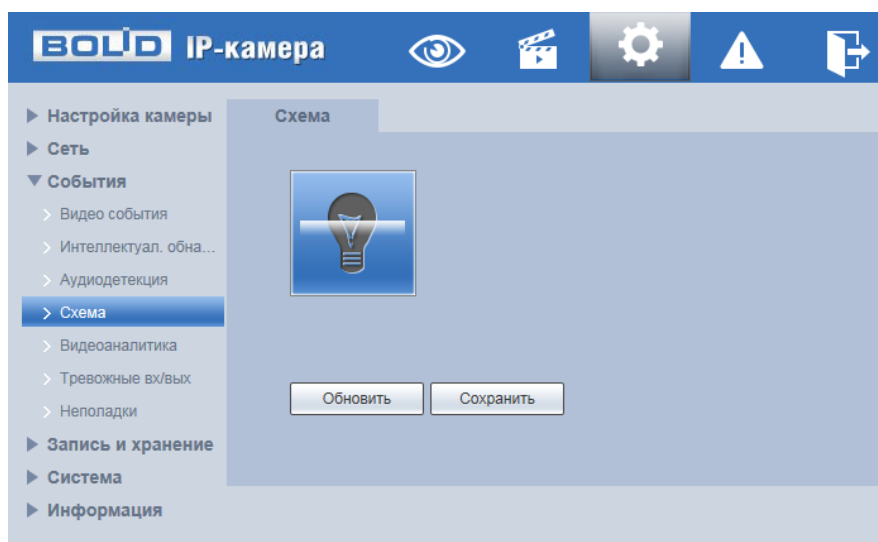 BOLID IP-камера
Настройка камеры
Сеть
События
Видео события
Интеллектуал. обна...
Аудиодетекция
Схема
Видеоаналитика
Тревожные вх/вых
Неполадки
Запись и хранение
Система
Информация
Схема
Обновить Сохранить